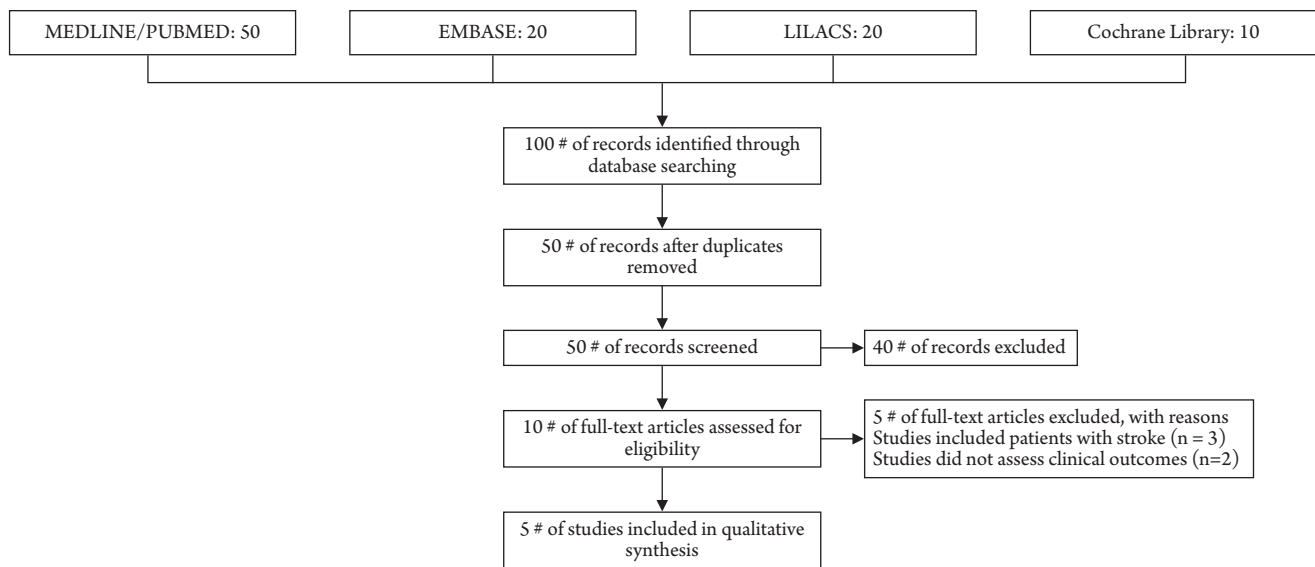 MEDLINE/PUBMED: 50
EMBASE: 20
LILACS: 20
Cochrane Library: 10
100 # of records identified through
database searching
50 # of records after duplicates
removed
50 # of records screened
40 # of records excluded
10 # of full-text articles assessed for
eligibility
5 # of full-text articles excluded, with reasons
Studies included patients with stroke (n = 3)
Studies did not assess clinical outcomes (n=2)
5 # of studies included in qualitative
synthesis